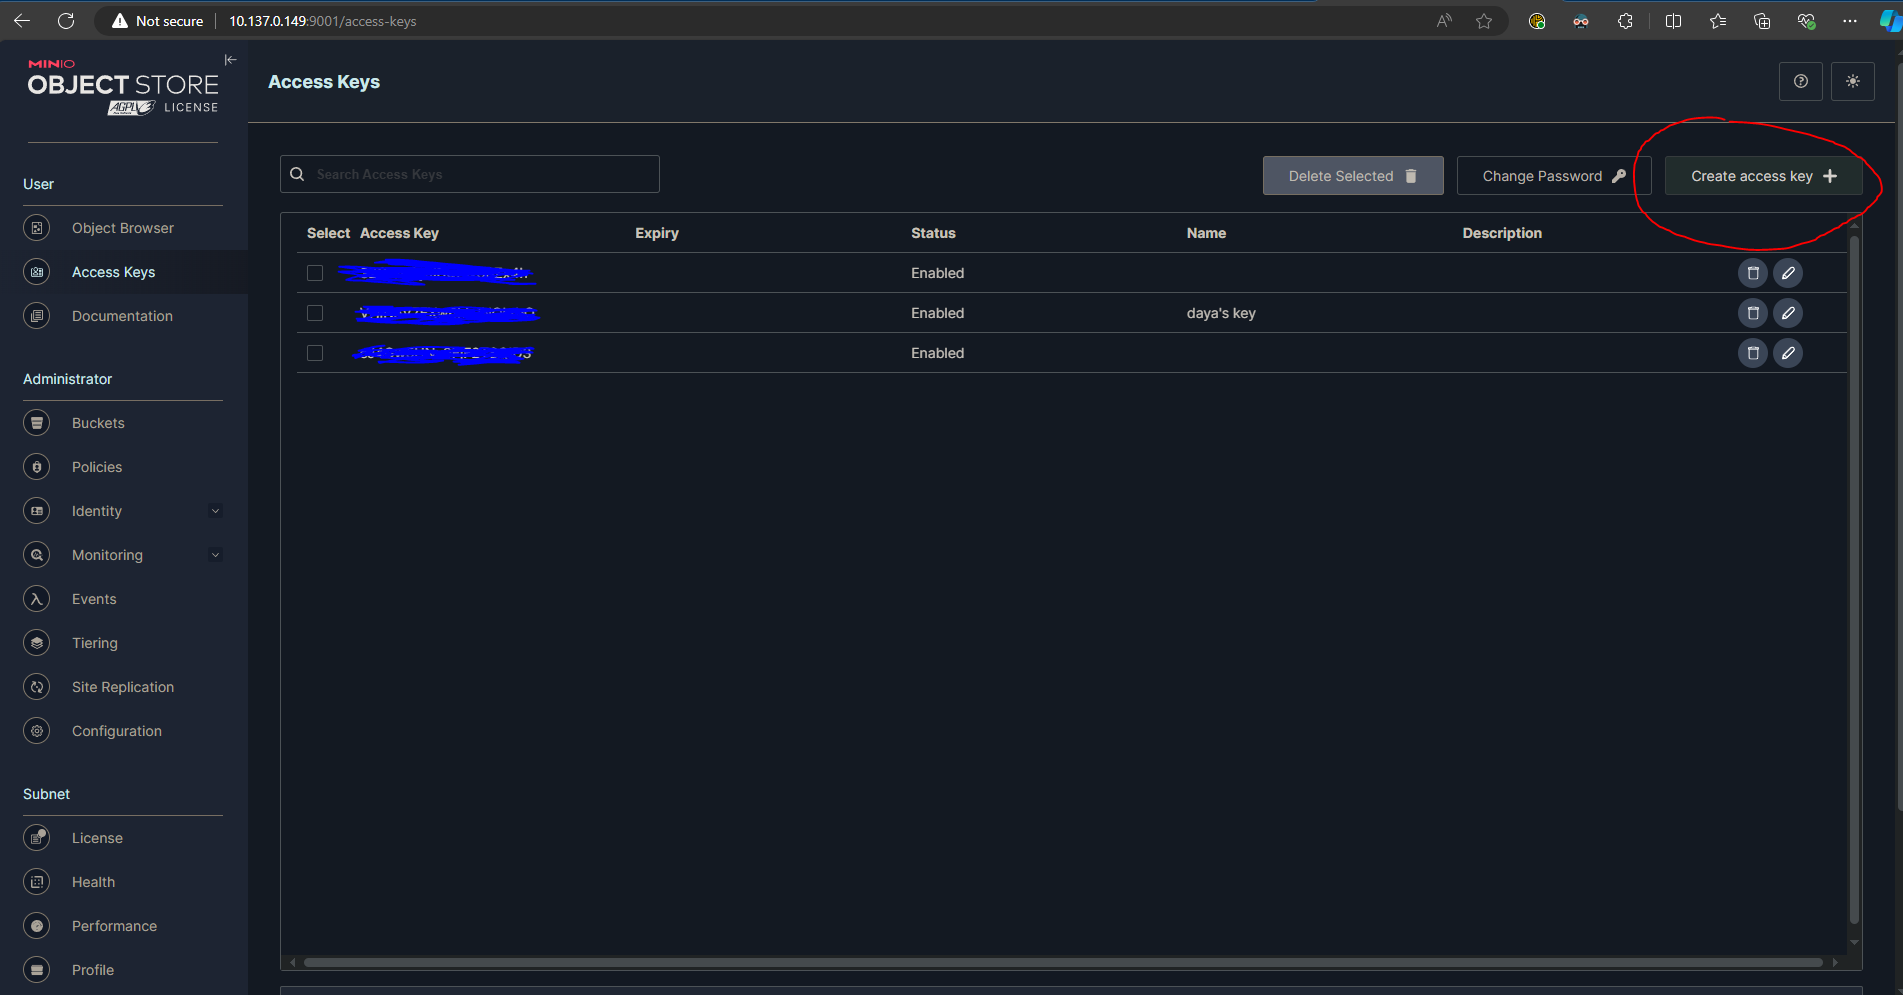 Not secure 10.137.0.149:9001/access-keys
MINIO
OBJECT STORE
AGPLV3 LICENSE
Access Keys
User
Object Browser
Access Keys
Documentation
Administrator
Buckets
Policies
Identity
Monitoring
Events
Tiering
Site Replication
Configuration
Subnet
License
Health
Performance
Profile
Search Access Keys
Delete Selected
Change Password
Create access key
Select Access Key Expiry Status Name Description
Enabled
Enabled daya's key
Enabled